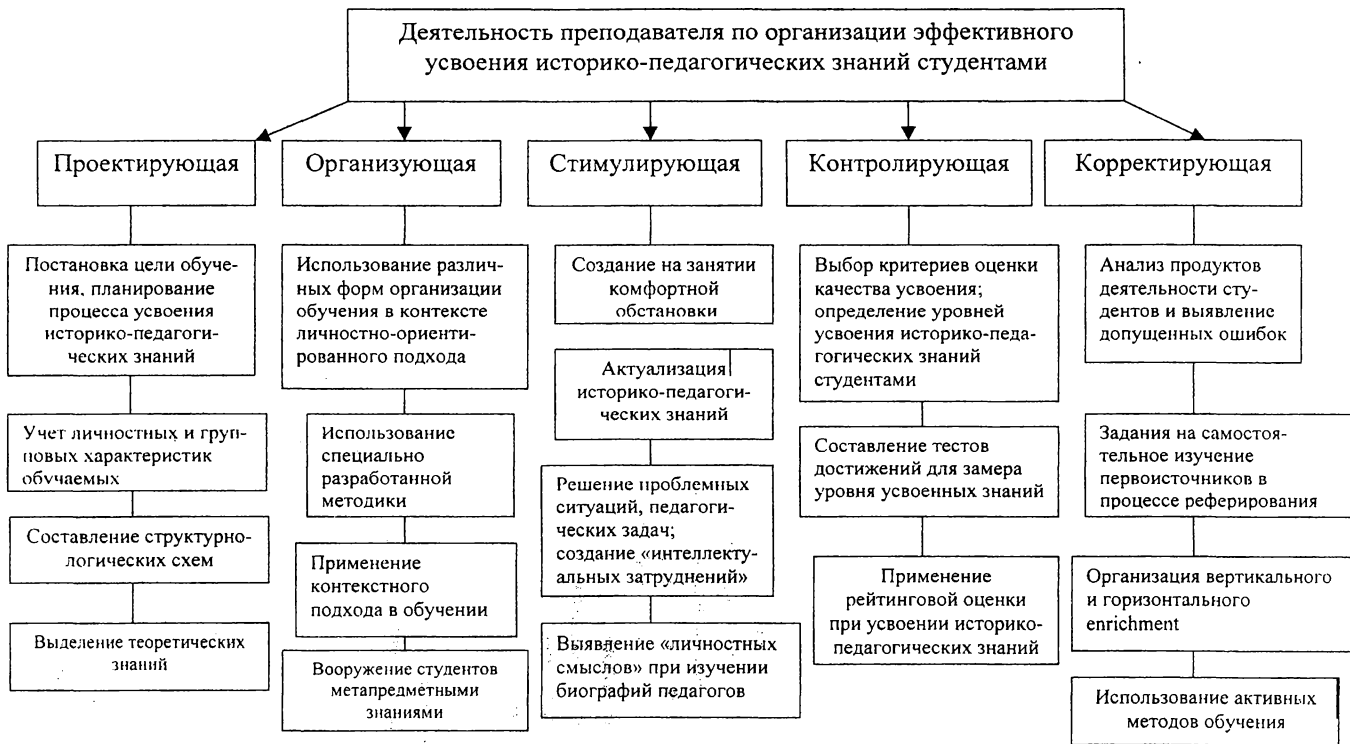 Деятельность преподавателя по организации эффективного
усвоения историко-педагогических знаний студентами
Проектирующая
Постановка цели обуче-
ния, планирование
процесса усвоения
историко-педагоги-
ческих знаний
Учет личностных и груп-
повых характеристик
обучаемых
Составление структурно-
логических схем
Выделение теоретических
знаний
Организующая
Использование различ-
ных форм организации
обучения в контексте
личностно-ориенти-
рованного подхода
Использование
специально
разработанной
методики
Применение
контекстного
подхода в обучении
Вооружение студентов
метапредметными
знаниями
Стимулирующая
Создание на занятии
комфортной
обстановки
Актуализация
историко-педагоги-
ческих знаний
Решение проблемных
ситуаций, педагоги-
ческих задач;
создание «интеллекту-
альных затруднений»
Выявление «личностных
смыслов» при изучении
биографий педагогов
Контролирующая
Выбор критериев оценки
качества усвоения;
определение уровней
усвоения историко-педа-
гогических знаний
студентами
Составление тестов
достижений для замера
уровня усвоенных знаний
Применение
рейтинговой оценки
при усвоении историко-
педагогических знаний
Корректирующая
Анализ продуктов
деятельности сту-
дентов и выявление
допущенных ошибок
Задания на самостоя-
тельное изучение
первоисточников в
процессе реферирования
Организация вертикального
и горизонтального
enrichment
Использование активных
методов обучения